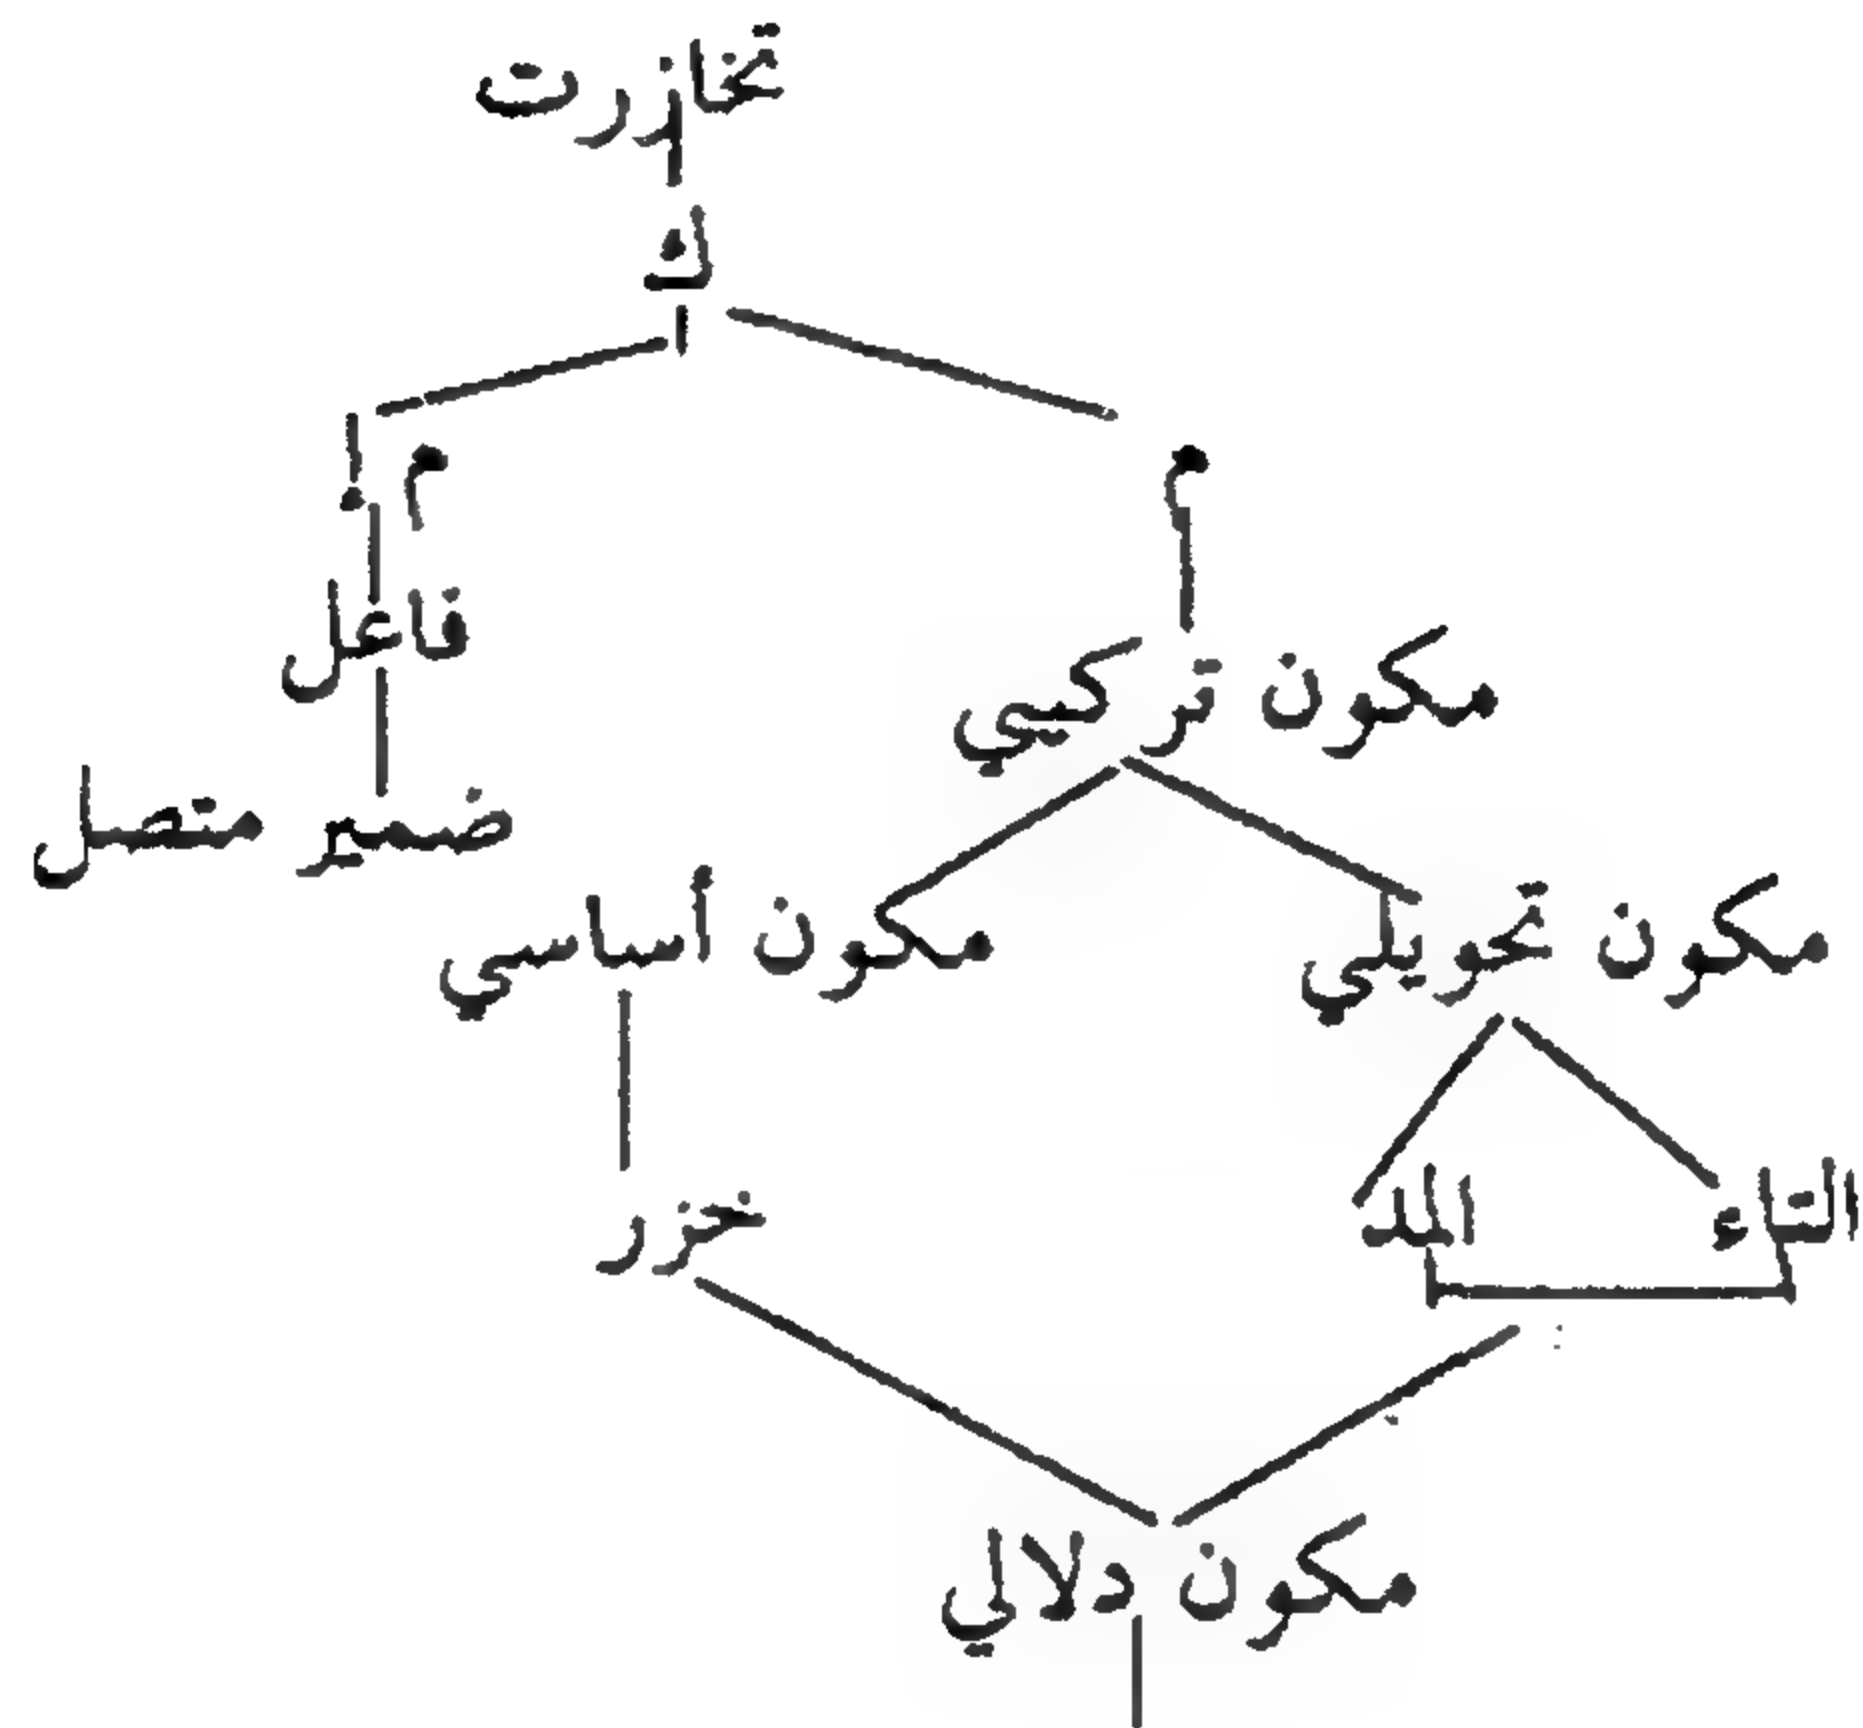 تخازرت
ك
م م إ
فاعل
مكون تركيبي
ضمير متصل
مكون تحويلي مكون أساسي
التاء المد خزر
مكون دلالي